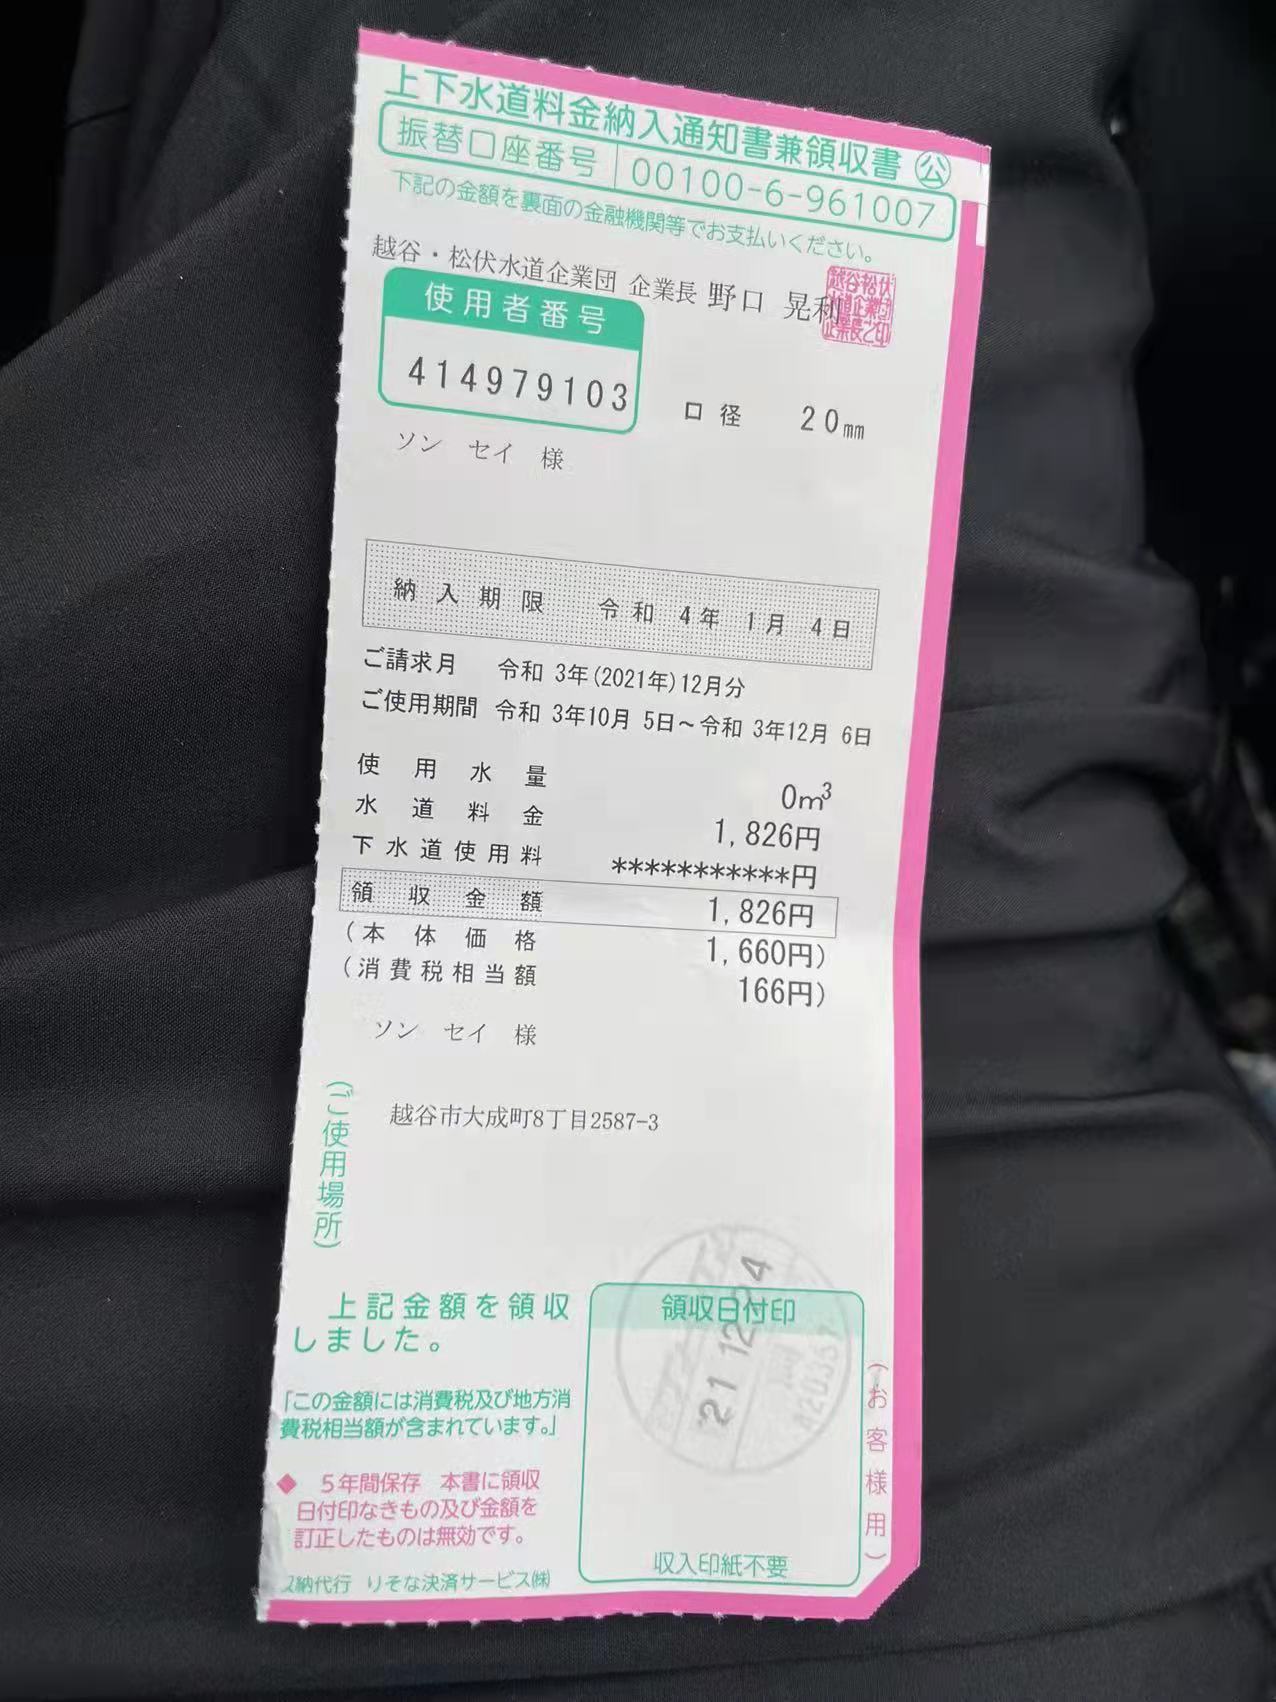 上下水道料金納入通知書兼領収書 公
振替口座番号 00100-6-961007
下記の金額を裏面の金融機関等でお支払いください。
越谷・松伏水道企業団 企業長 野口 晃利
越谷松伏
水道企業団
企業長之印
使用者番号
414979103
口径 20mm
ソン セイ 様
納入期限 令和 4年 1月 4日
ご請求月 令和 3年(2021年)12月分
ご使用期間 令和 3年10月 5日～令和 3年12月 6日
使用水量 0m³
水道料金 1,826円
下水道使用料 ***********円
領収金額 1,826円
(本体価格 1,660円)
(消費税相当額 166円)
ソン セイ 様
(ご使用場所)
越谷市大成町8丁目2587-3
上記金額を領収
しました。
「この金額には消費税及び地方消
費税相当額が含まれています。」
◆ 5年間保存 本書に領収
日付印なきもの及び金額を
訂正したものは無効です。
納代行 りそな決済サービス㈱
領収日付印
21 12 24
収入印紙不要
(お客様用)